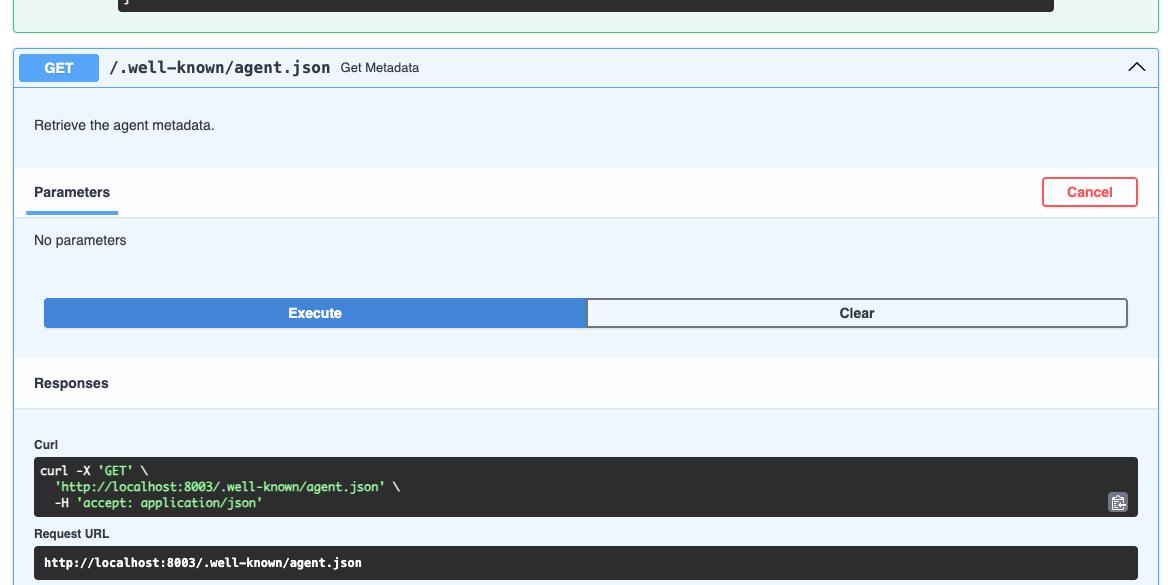 }
GET /.well-known/agent.json Get Metadata
Retrieve the agent metadata.
Parameters
Cancel
No parameters
Execute
Clear
Responses
Curl
curl -X 'GET' \
  'http://localhost:8003/.well-known/agent.json' \
  -H 'accept: application/json'
Request URL
http://localhost:8003/.well-known/agent.json